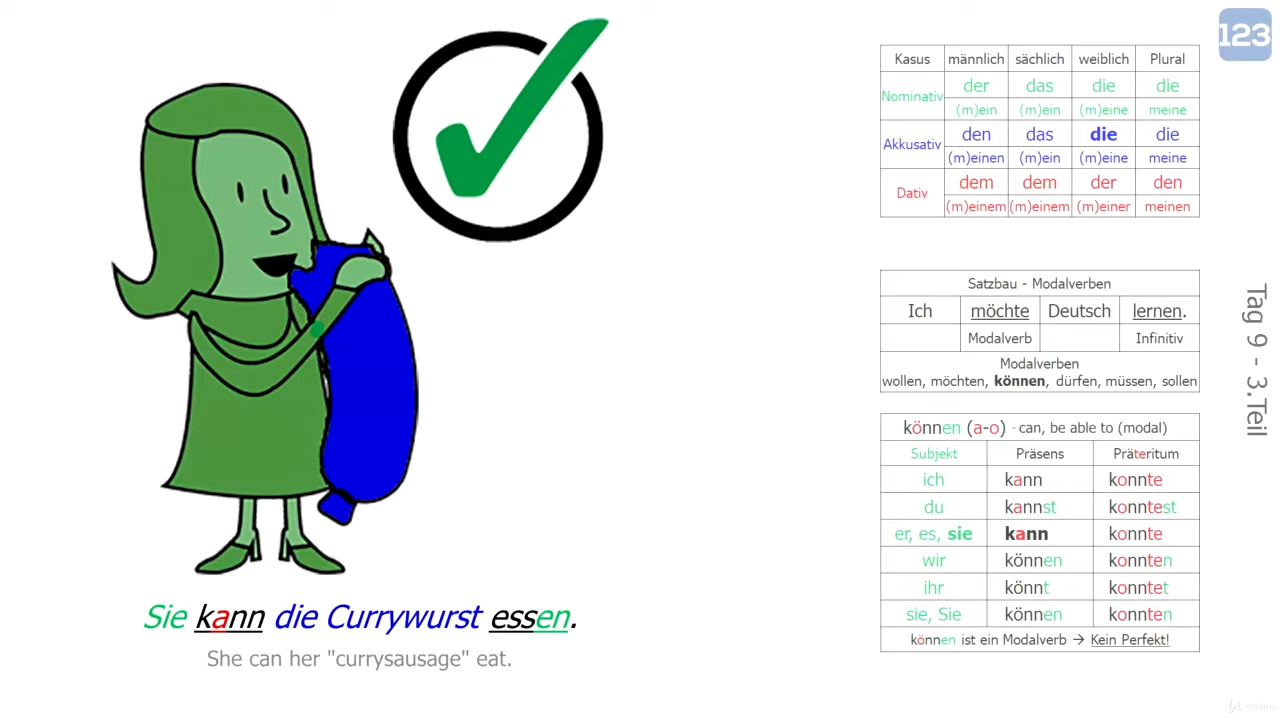 123
Kasus männlich sächlich weiblich Plural
Nominativ der das die die
(m)ein (m)ein (m)eine meine
Akkusativ den das die die
(m)einen (m)ein (m)eine meine
Dativ dem dem der den
(m)einem (m)einem (m)einer meinen
Satzbau - Modalverben
Ich möchte Deutsch lernen.
Modalverb Infinitiv
Modalverben
wollen, möchten, können, dürfen, müssen, sollen
können (a-o) - can, be able to (modal)
Subjekt Präsens Präteritum
ich kann konnte
du kannst konntest
er, es, sie kann konnte
wir können konnten
ihr könnt konntet
sie, Sie können konnten
können ist ein Modalverb → Kein Perfekt!
Tag 9 - 3.Teil
Sie kann die Currywurst essen.
She can her "currysausage" eat.